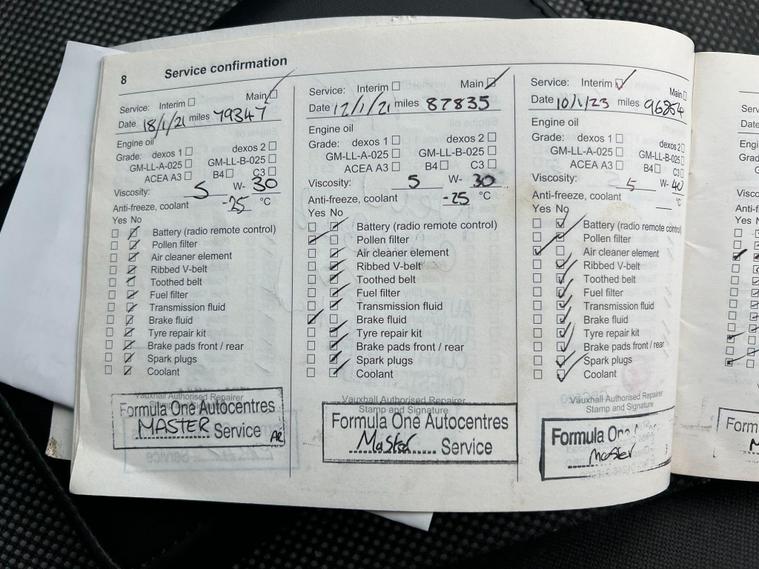 8 Service confirmation
Service: Interim Main
Date 18/1/21 miles 79347
Engine oil
Grade: dexos 1 dexos 2
GM-LL-A-025 GM-LL-B-025
ACEA A3 B4 C3
Viscosity: 5 W- 30
Anti-freeze, coolant -25 °C
Yes No
Battery (radio remote control)
Pollen filter
Air cleaner element
Ribbed V-belt
Toothed belt
Fuel filter
Transmission fluid
Brake fluid
Tyre repair kit
Brake pads front / rear
Spark plugs
Coolant
Vauxhall Authorised Repairer
Formula One Autocentres
MASTER Service
Service: Interim Main
Date 17/1/21 miles 87835
Engine oil
Grade: dexos 1 dexos 2
GM-LL-A-025 GM-LL-B-025
ACEA A3 B4 C3
Viscosity: 5 W- 30
Anti-freeze, coolant -25 °C
Yes No
Battery (radio remote control)
Pollen filter
Air cleaner element
Ribbed V-belt
Toothed belt
Fuel filter
Transmission fluid
Brake fluid
Tyre repair kit
Brake pads front / rear
Spark plugs
Coolant
Vauxhall Authorised Repairer
Stamp and Signature
Formula One Autocentres
Master Service
Service: Interim Main
Date 10/1/23 miles
Engine oil
Grade: dexos 1 dexos 2
GM-LL-A-025 GM-LL-B-025
ACEA A3 B4 C3
Viscosity: 5 W- 40
Anti-freeze, coolant °C
Yes No
Battery (radio remote control)
Pollen filter
Air cleaner element
Ribbed V-belt
Toothed belt
Fuel filter
Transmission fluid
Brake fluid
Tyre repair kit
Brake pads front / rear
Spark plugs
Coolant
Vauxhall Authorised Repairer
Stamp and Signature
Formula One
Master